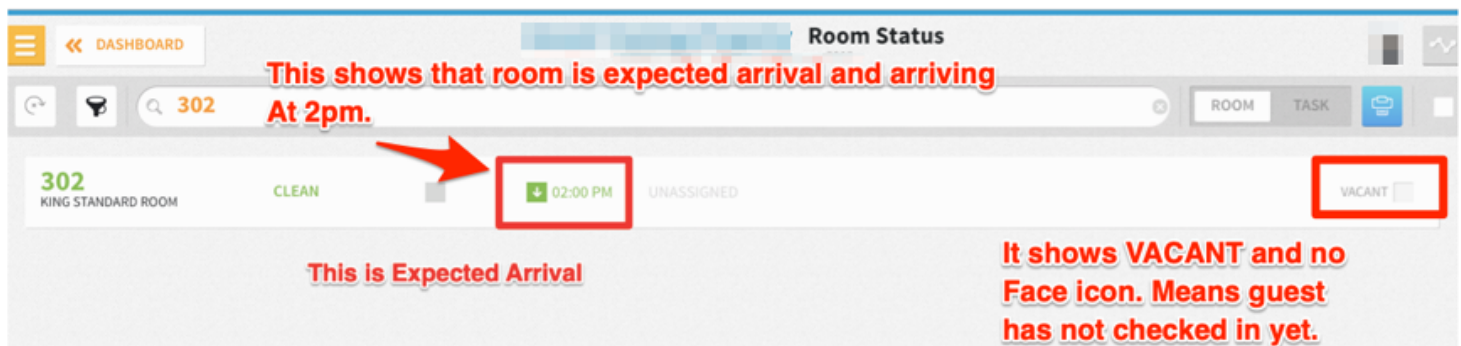 DASHBOARD
Room Status
This shows that room is expected arrival and arriving
At 2pm.
302
ROOM
TASK
302
KING STANDARD ROOM
CLEAN
02:00 PM
UNASSIGNED
VACANT
This is Expected Arrival
It shows VACANT and no
Face icon. Means guest
has not checked in yet.